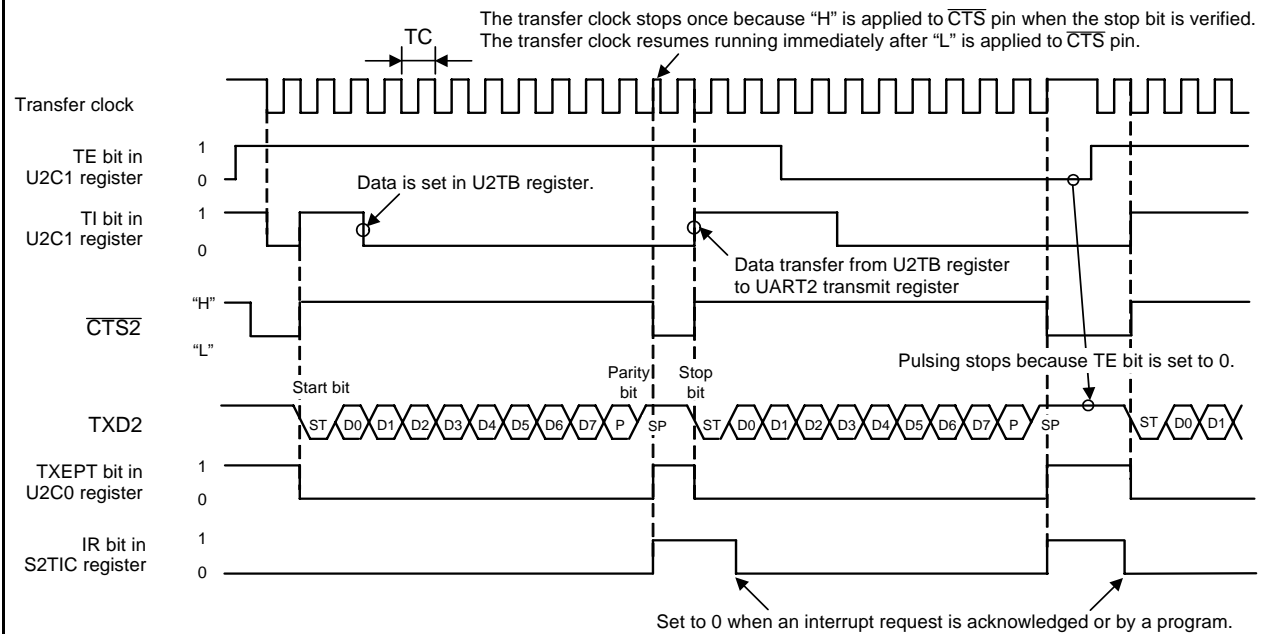 The transfer clock stops once because “H” is applied to CTS pin when the stop bit is verified.
The transfer clock resumes running immediately after “L” is applied to CTS pin.
TC
Transfer clock
TE bit in
U2C1 register
1
0
Data is set in U2TB register.
TI bit in
U2C1 register
1
0
Data transfer from U2TB register
to UART2 transmit register
CTS2
“H”
“L”
Pulsing stops because TE bit is set to 0.
Start bit
Parity
bit
Stop
bit
TXD2
ST D0 D1 D2 D3 D4 D5 D6 D7 P SP ST D0 D1 D2 D3 D4 D5 D6 D7 P SP ST D0 D1
TXEPT bit in
U2C0 register
1
0
IR bit in
S2TIC register
1
0
Set to 0 when an interrupt request is acknowledged or by a program.